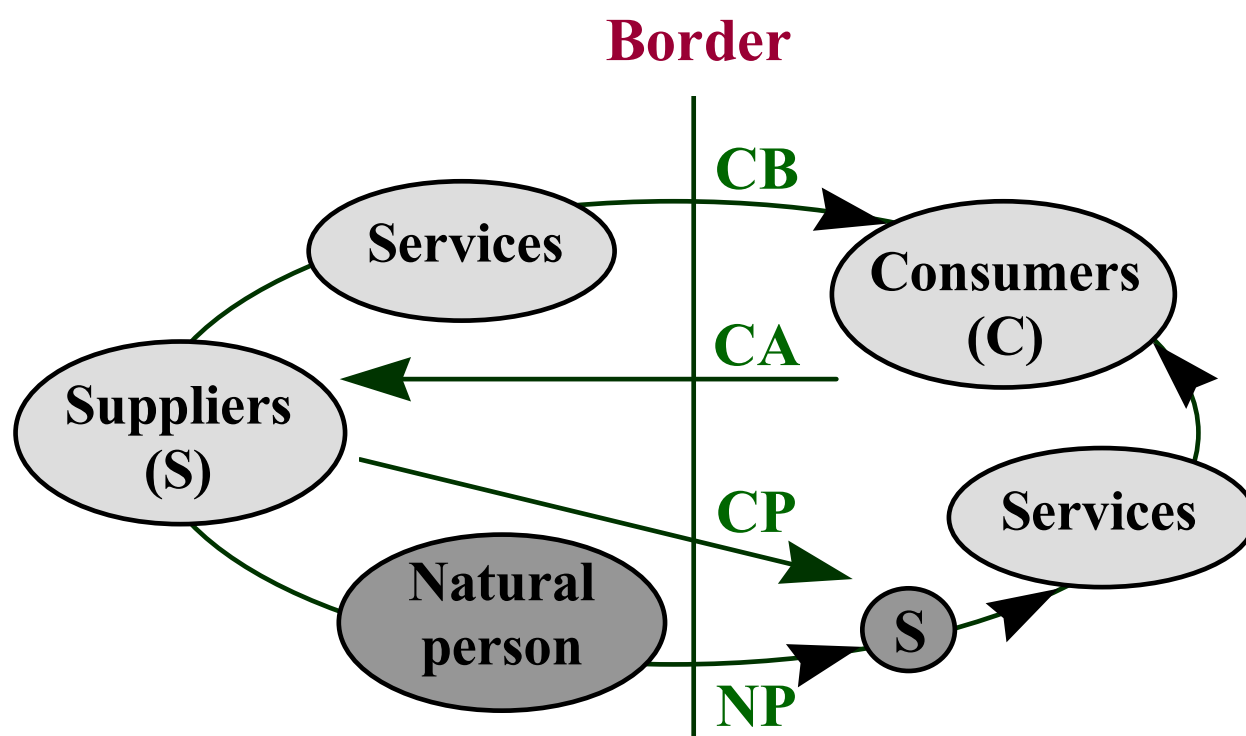 Border
CB
Services
Consumers
(C)
CA
Suppliers
(S)
CP
Services
Natural
person
S
NP